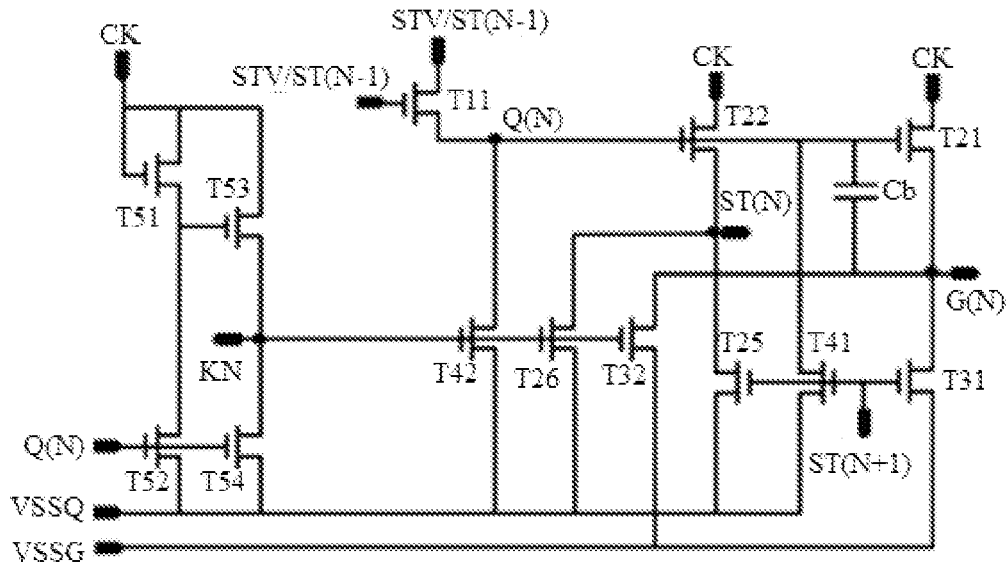 STV/ST(N-1)
CK
STV/ST(N-1)
CK
CK
T11
Q(N)
T22
T21
T53
Cb
T51
ST(N)
G(N)
KN
T42
T26
T32
T25
T41
T31
Q(N)
T52
T54
ST(N+1)
VSSQ
VSSG